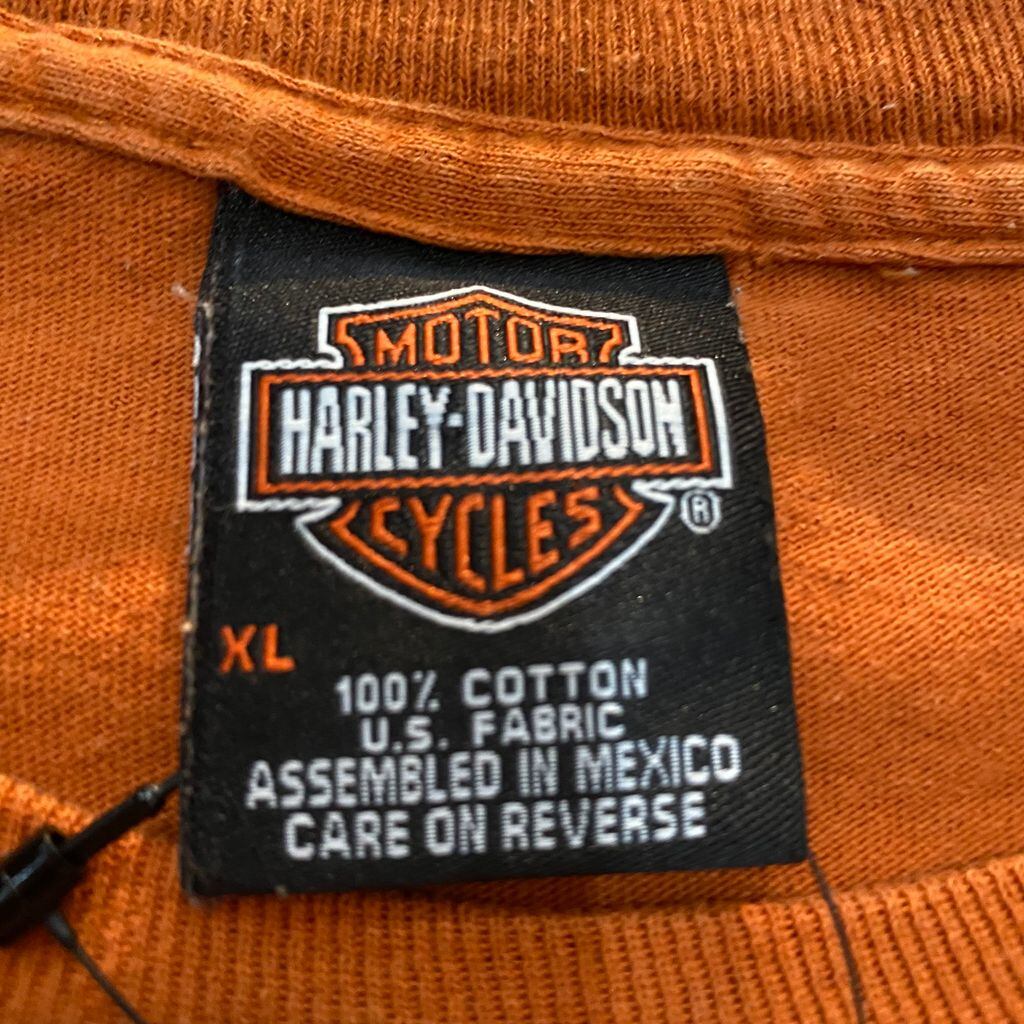 MOTOR
HARLEY-DAVIDSON
CYCLES
®
XL
100% COTTON
U.S. FABRIC
ASSEMBLED IN MEXICO
CARE ON REVERSE